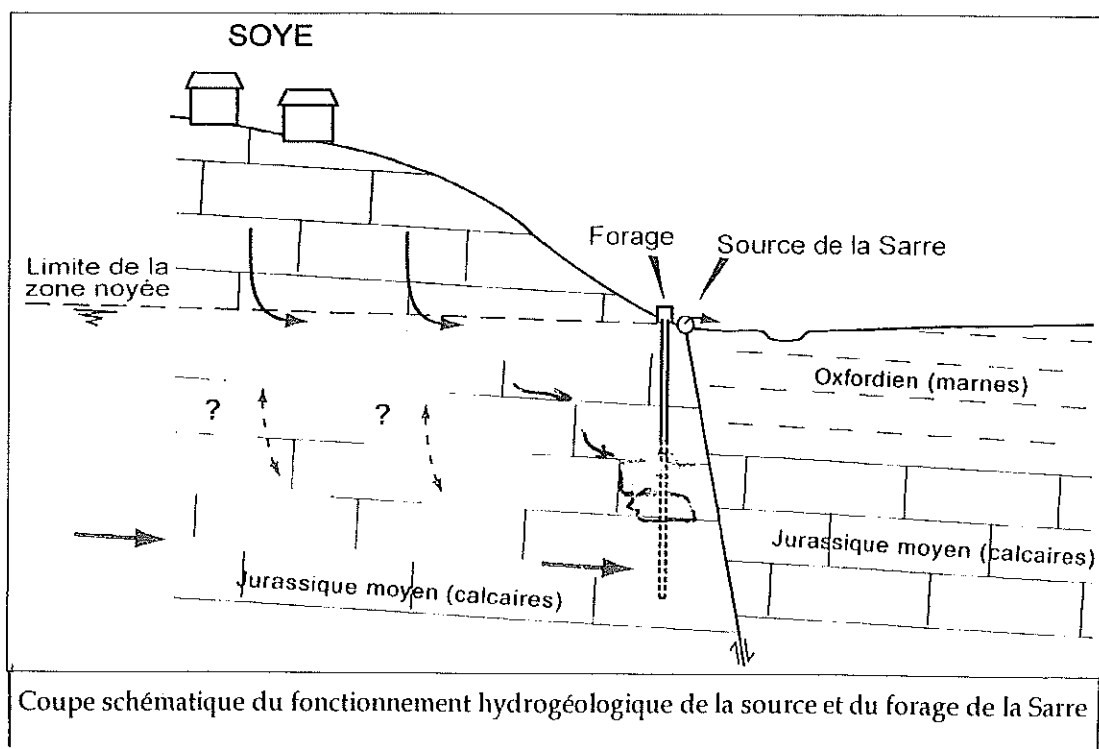 SOYE
Forage
Source de la Sarre
Limite de la
zone noyée
Oxfordien (marnes)
? ?
Jurassique moyen (calcaires)
Jurassique moyen (calcaires)
Coupe schématique du fonctionnement hydrogéologique de la source et du forage de la Sarre